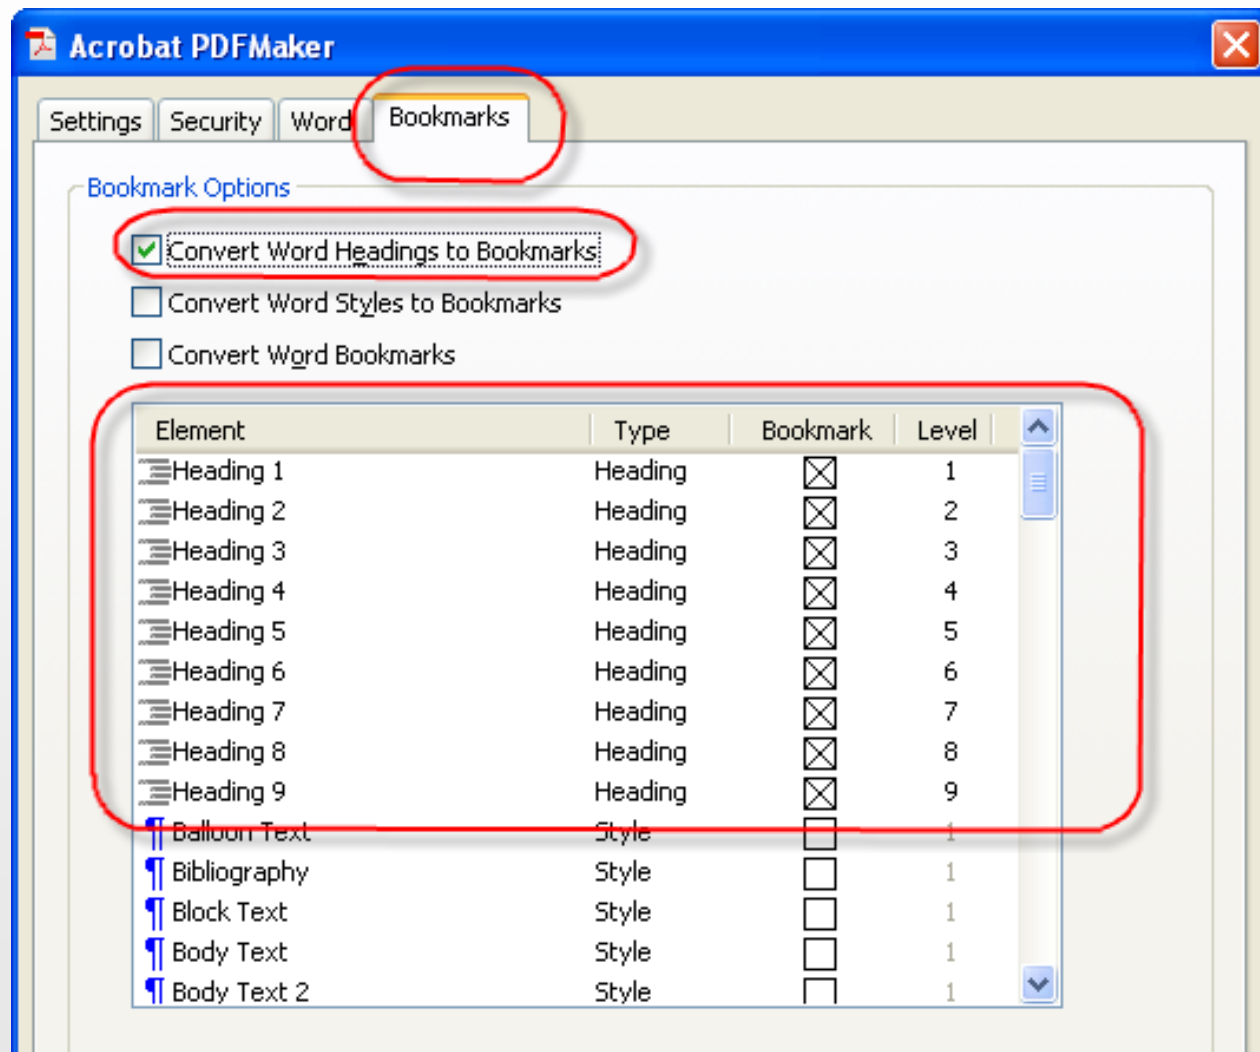 Acrobat PDFMaker
Settings Security Word Bookmarks
Bookmark Options
Convert Word Headings to Bookmarks
Convert Word Styles to Bookmarks
Convert Word Bookmarks
Element Type Bookmark Level
Heading 1 Heading 1
Heading 2 Heading 2
Heading 3 Heading 3
Heading 4 Heading 4
Heading 5 Heading 5
Heading 6 Heading 6
Heading 7 Heading 7
Heading 8 Heading 8
Heading 9 Heading 9
Balloon Text Style 1
Bibliography Style 1
Block Text Style 1
Body Text Style 1
Body Text 2 Style 1